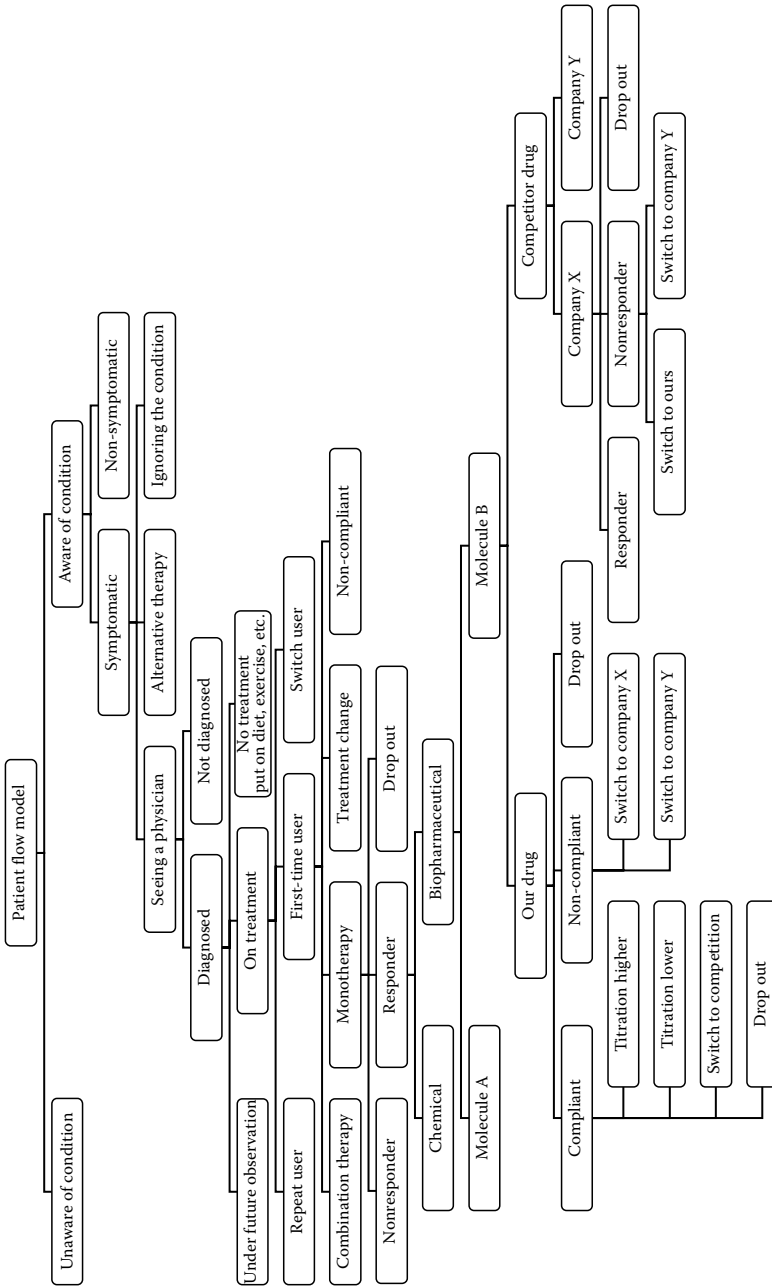 Patient flow model
Unaware of condition
Aware of condition
Symptomatic
Non-symptomatic
Seeing a physician
Alternative therapy
Ignoring the condition
Diagnosed
Not diagnosed
Under future observation
On treatment
No treatment
put on diet, exercise, etc.
Repeat user
First-time user
Switch user
Combination therapy
Monotherapy
Treatment change
Non-compliant
Nonresponder
Responder
Drop out
Chemical
Biopharmaceutical
Molecule A
Molecule B
Our drug
Competitor drug
Compliant
Non-compliant
Drop out
Company X
Company Y
Titration higher
Switch to company X
Responder
Nonresponder
Drop out
Titration lower
Switch to company Y
Switch to ours
Switch to company Y
Switch to competition
Drop out